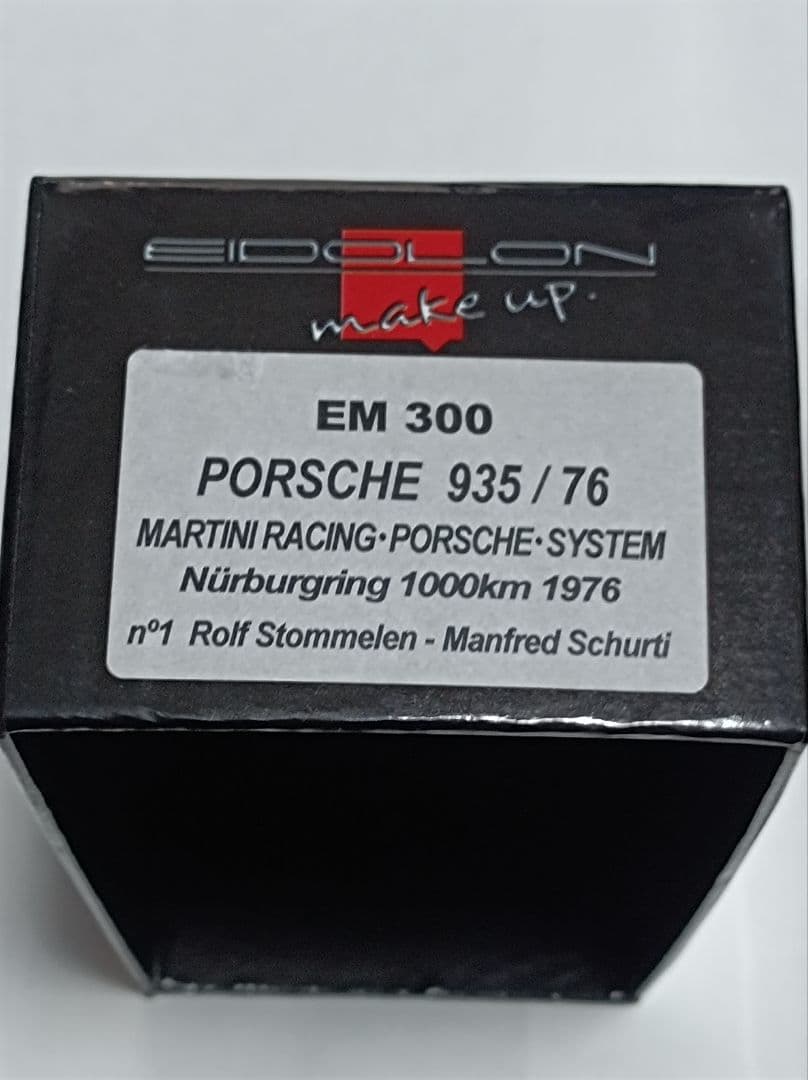 EIDOLON
make up.
EM 300
PORSCHE 935 / 76
MARTINI RACING・PORSCHE・SYSTEM
Nürburgring 1000km 1976
nº1 Rolf Stommelen - Manfred Schurti